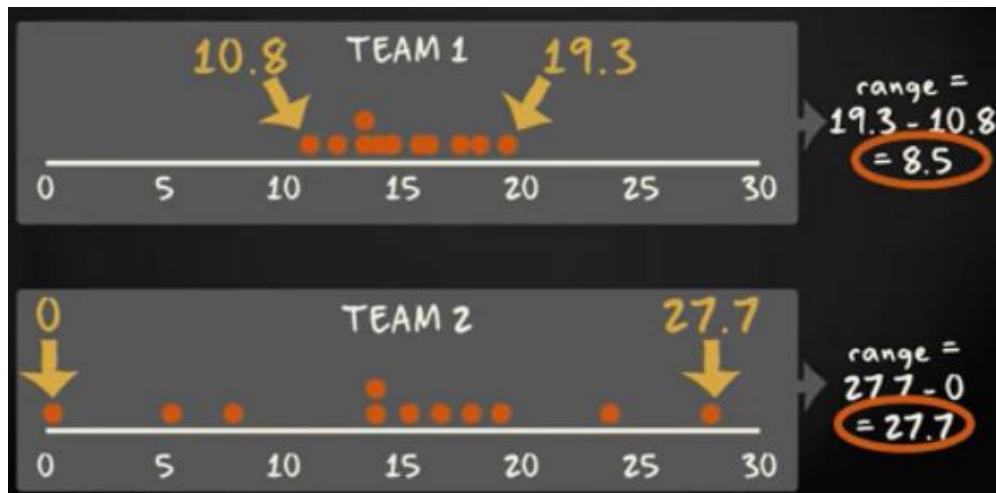 TEAM 1
10.8
19.3
0 5 10 15 20 25 30
range =
19.3 - 10.8
= 8.5
TEAM 2
0
27.7
0 5 10 15 20 25 30
range =
27.7 - 0
= 27.7